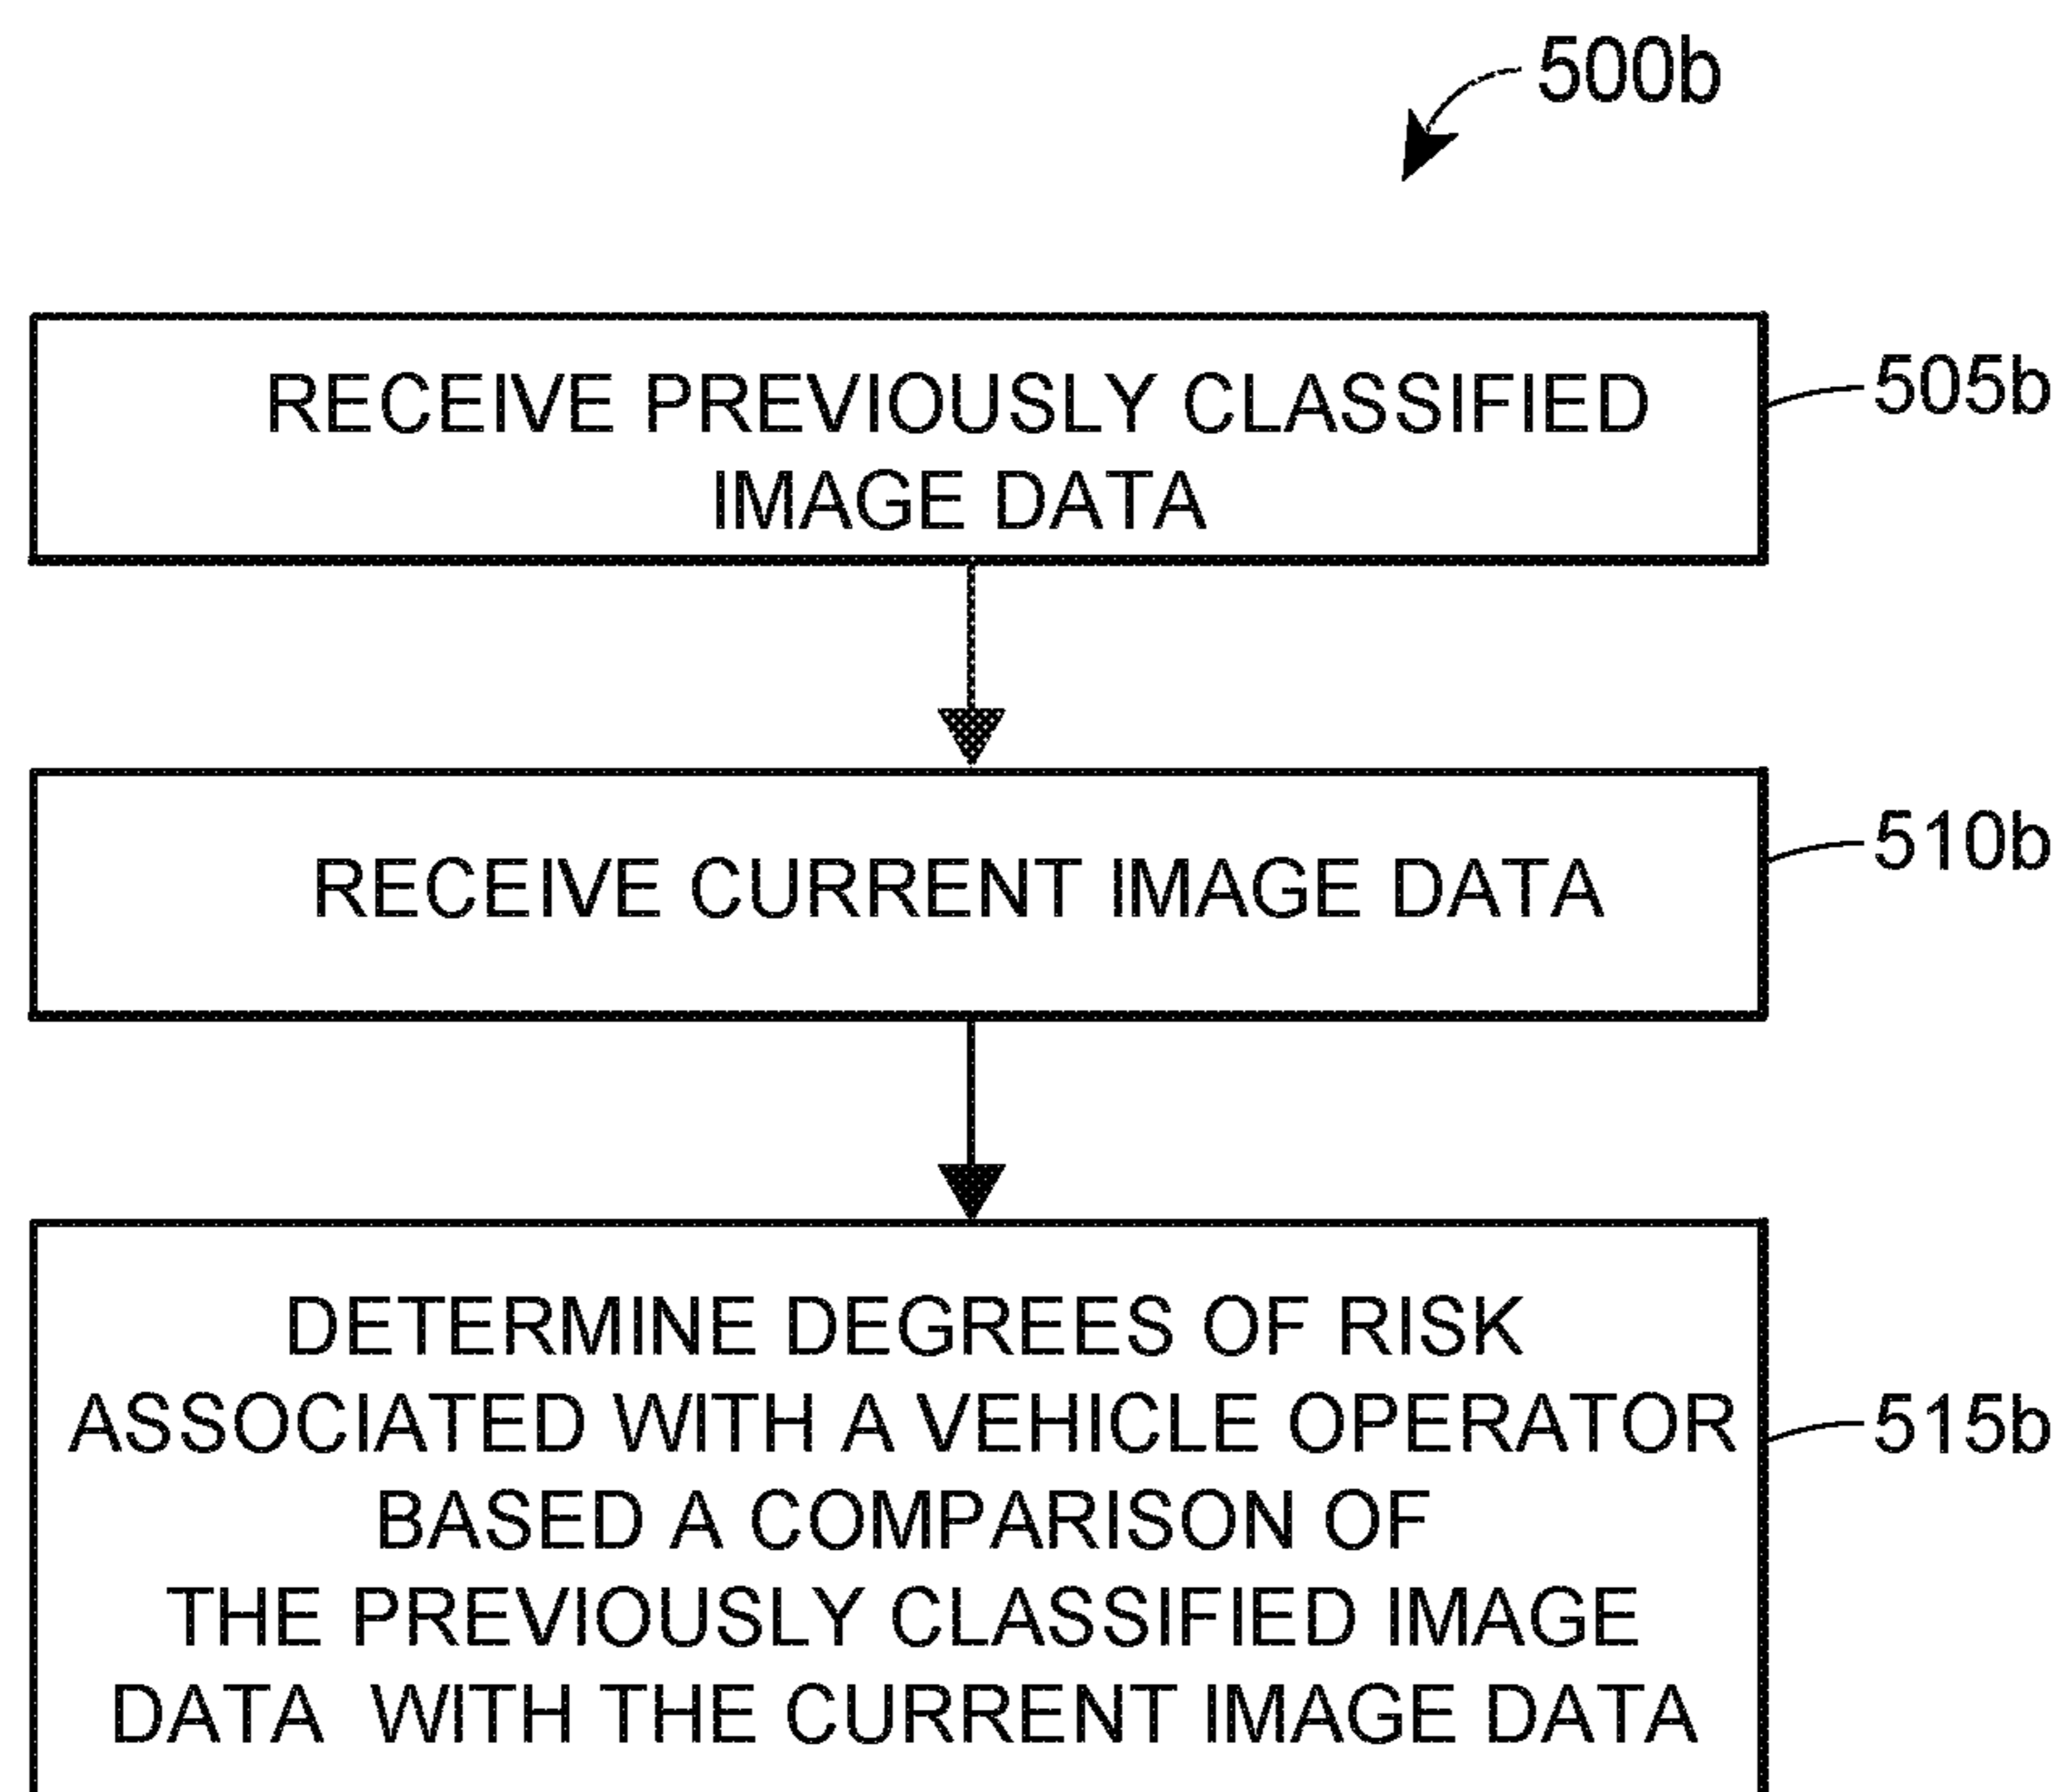 500b
RECEIVE PREVIOUSLY CLASSIFIED
IMAGE DATA
505b
RECEIVE CURRENT IMAGE DATA
510b
DETERMINE DEGREES OF RISK
ASSOCIATED WITH A VEHICLE OPERATOR
BASED A COMPARISON OF
THE PREVIOUSLY CLASSIFIED IMAGE
DATA WITH THE CURRENT IMAGE DATA
515b